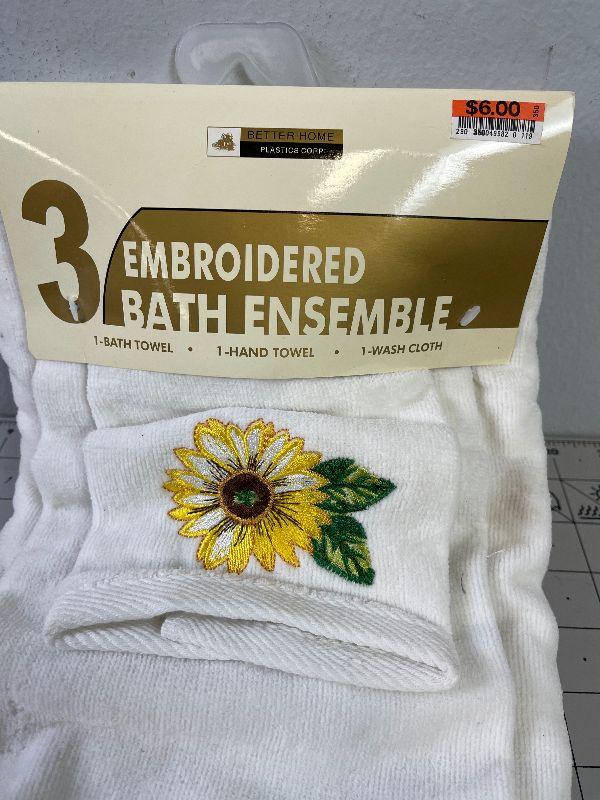 $6.00
350
BETTER HOME
PLASTICS CORP.
3 EMBROIDERED
BATH ENSEMBLE
1-BATH TOWEL • 1-HAND TOWEL • 1-WASH CLOTH